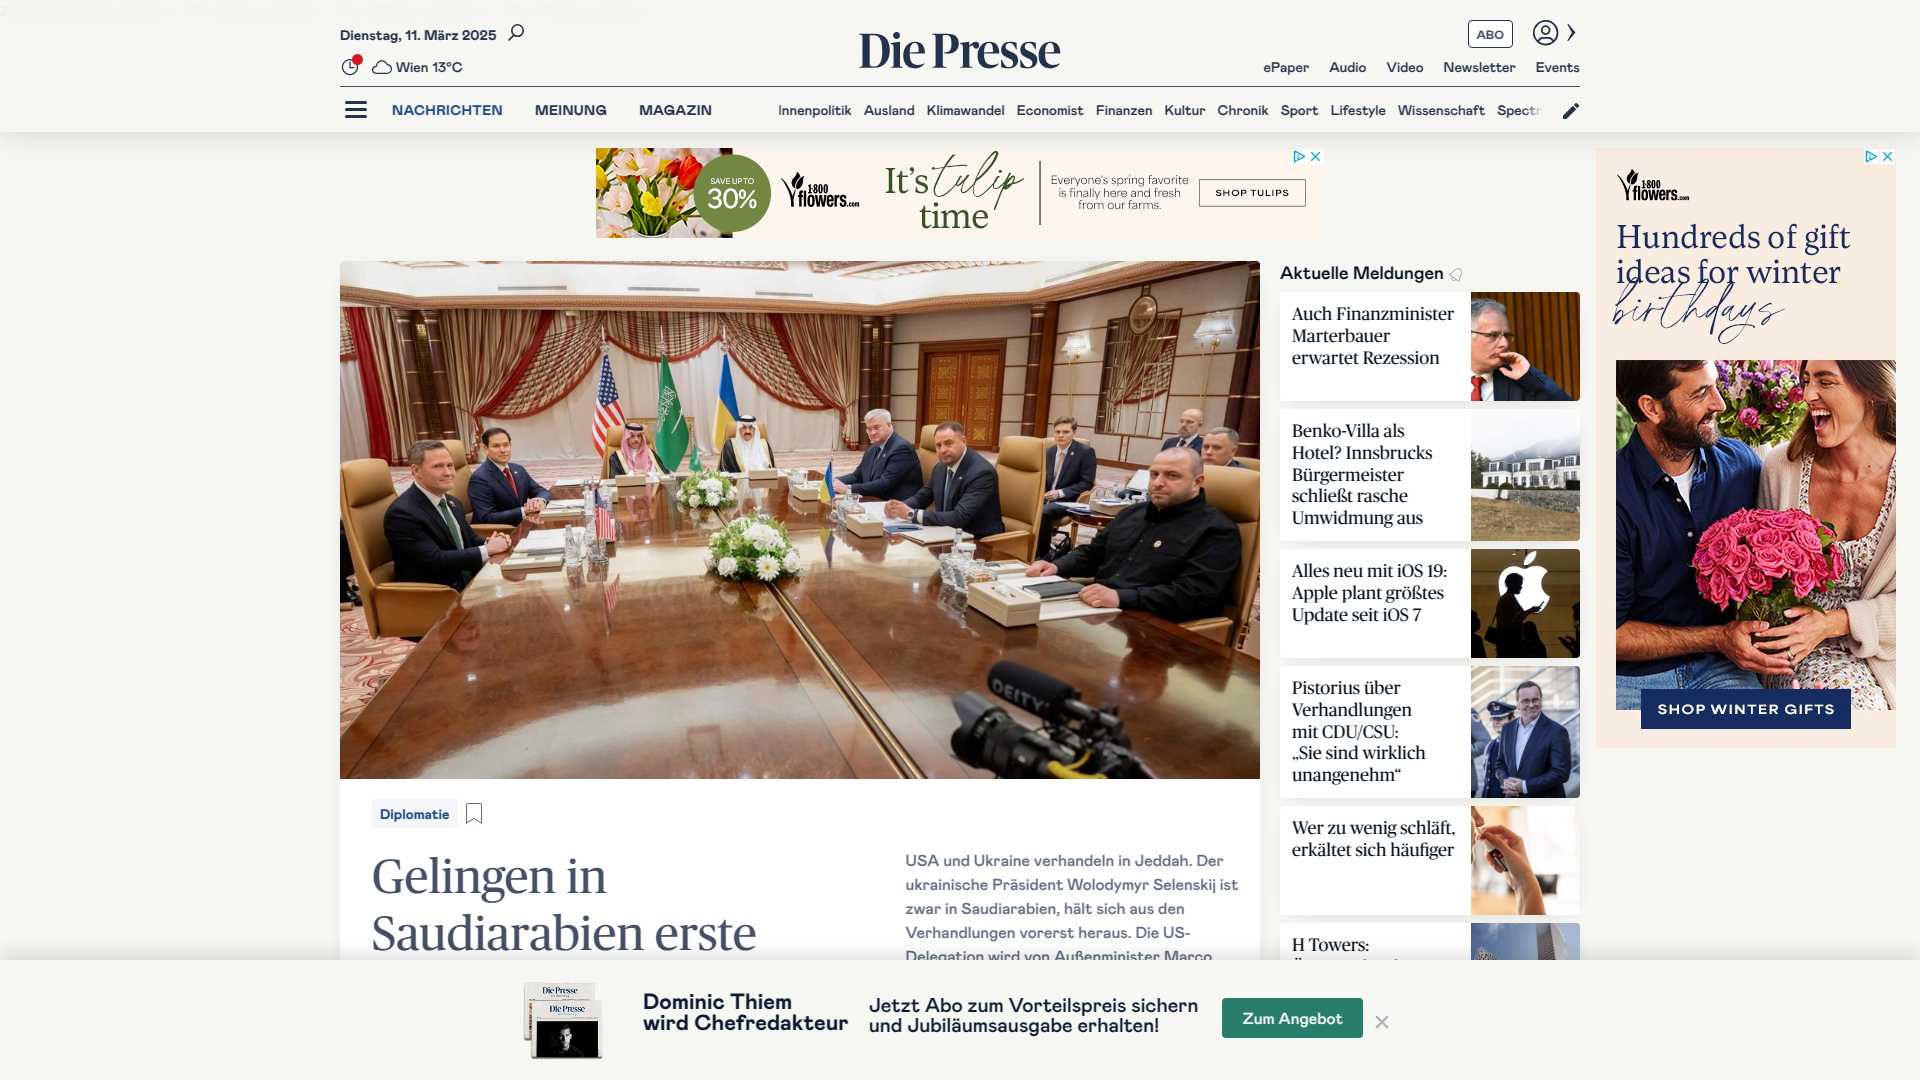 Dienstag, 11. März 2025
Die Presse
ABO
Wien 13°C
ePaper Audio Video Newsletter Events
NACHRICHTEN MEINUNG MAGAZIN Innenpolitik Ausland Klimawandel Economist Finanzen Kultur Chronik Sport Lifestyle Wissenschaft
SAVE UP TO
30%
1-800
flowers.com
It's tulip
time
Everyone's spring favorite
is finally here and fresh
from our farms.
SHOP TULIPS
1-800
flowers.com
Hundreds of gift
ideas for winter
birthdays
SHOP WINTER GIFTS
DEITY
Diplomatie
Gelingen in
Saudiarabien erste
USA und Ukraine verhandeln in Jeddah. Der
ukrainische Präsident Wolodymyr Selenskij ist
zwar in Saudiarabien, hält sich aus den
Verhandlungen vorerst heraus. Die US-
Delegation wird von Außenminister Marco
Aktuelle Meldungen
Auch Finanzminister
Marterbauer
erwartet Rezession
Benko-Villa als
Hotel? Innsbrucks
Bürgermeister
schließt rasche
Umwidmung aus
Alles neu mit iOS 19:
Apple plant größtes
Update seit iOS 7
Pistorius über
Verhandlungen
mit CDU/CSU:
„Sie sind wirklich
unangenehm“
Wer zu wenig schläft,
erkältet sich häufiger
H Towers:
Die Presse
Die Presse
Dominic Thiem
wird Chefredakteur
Jetzt Abo zum Vorteilspreis sichern
und Jubiläumsausgabe erhalten!
Zum Angebot